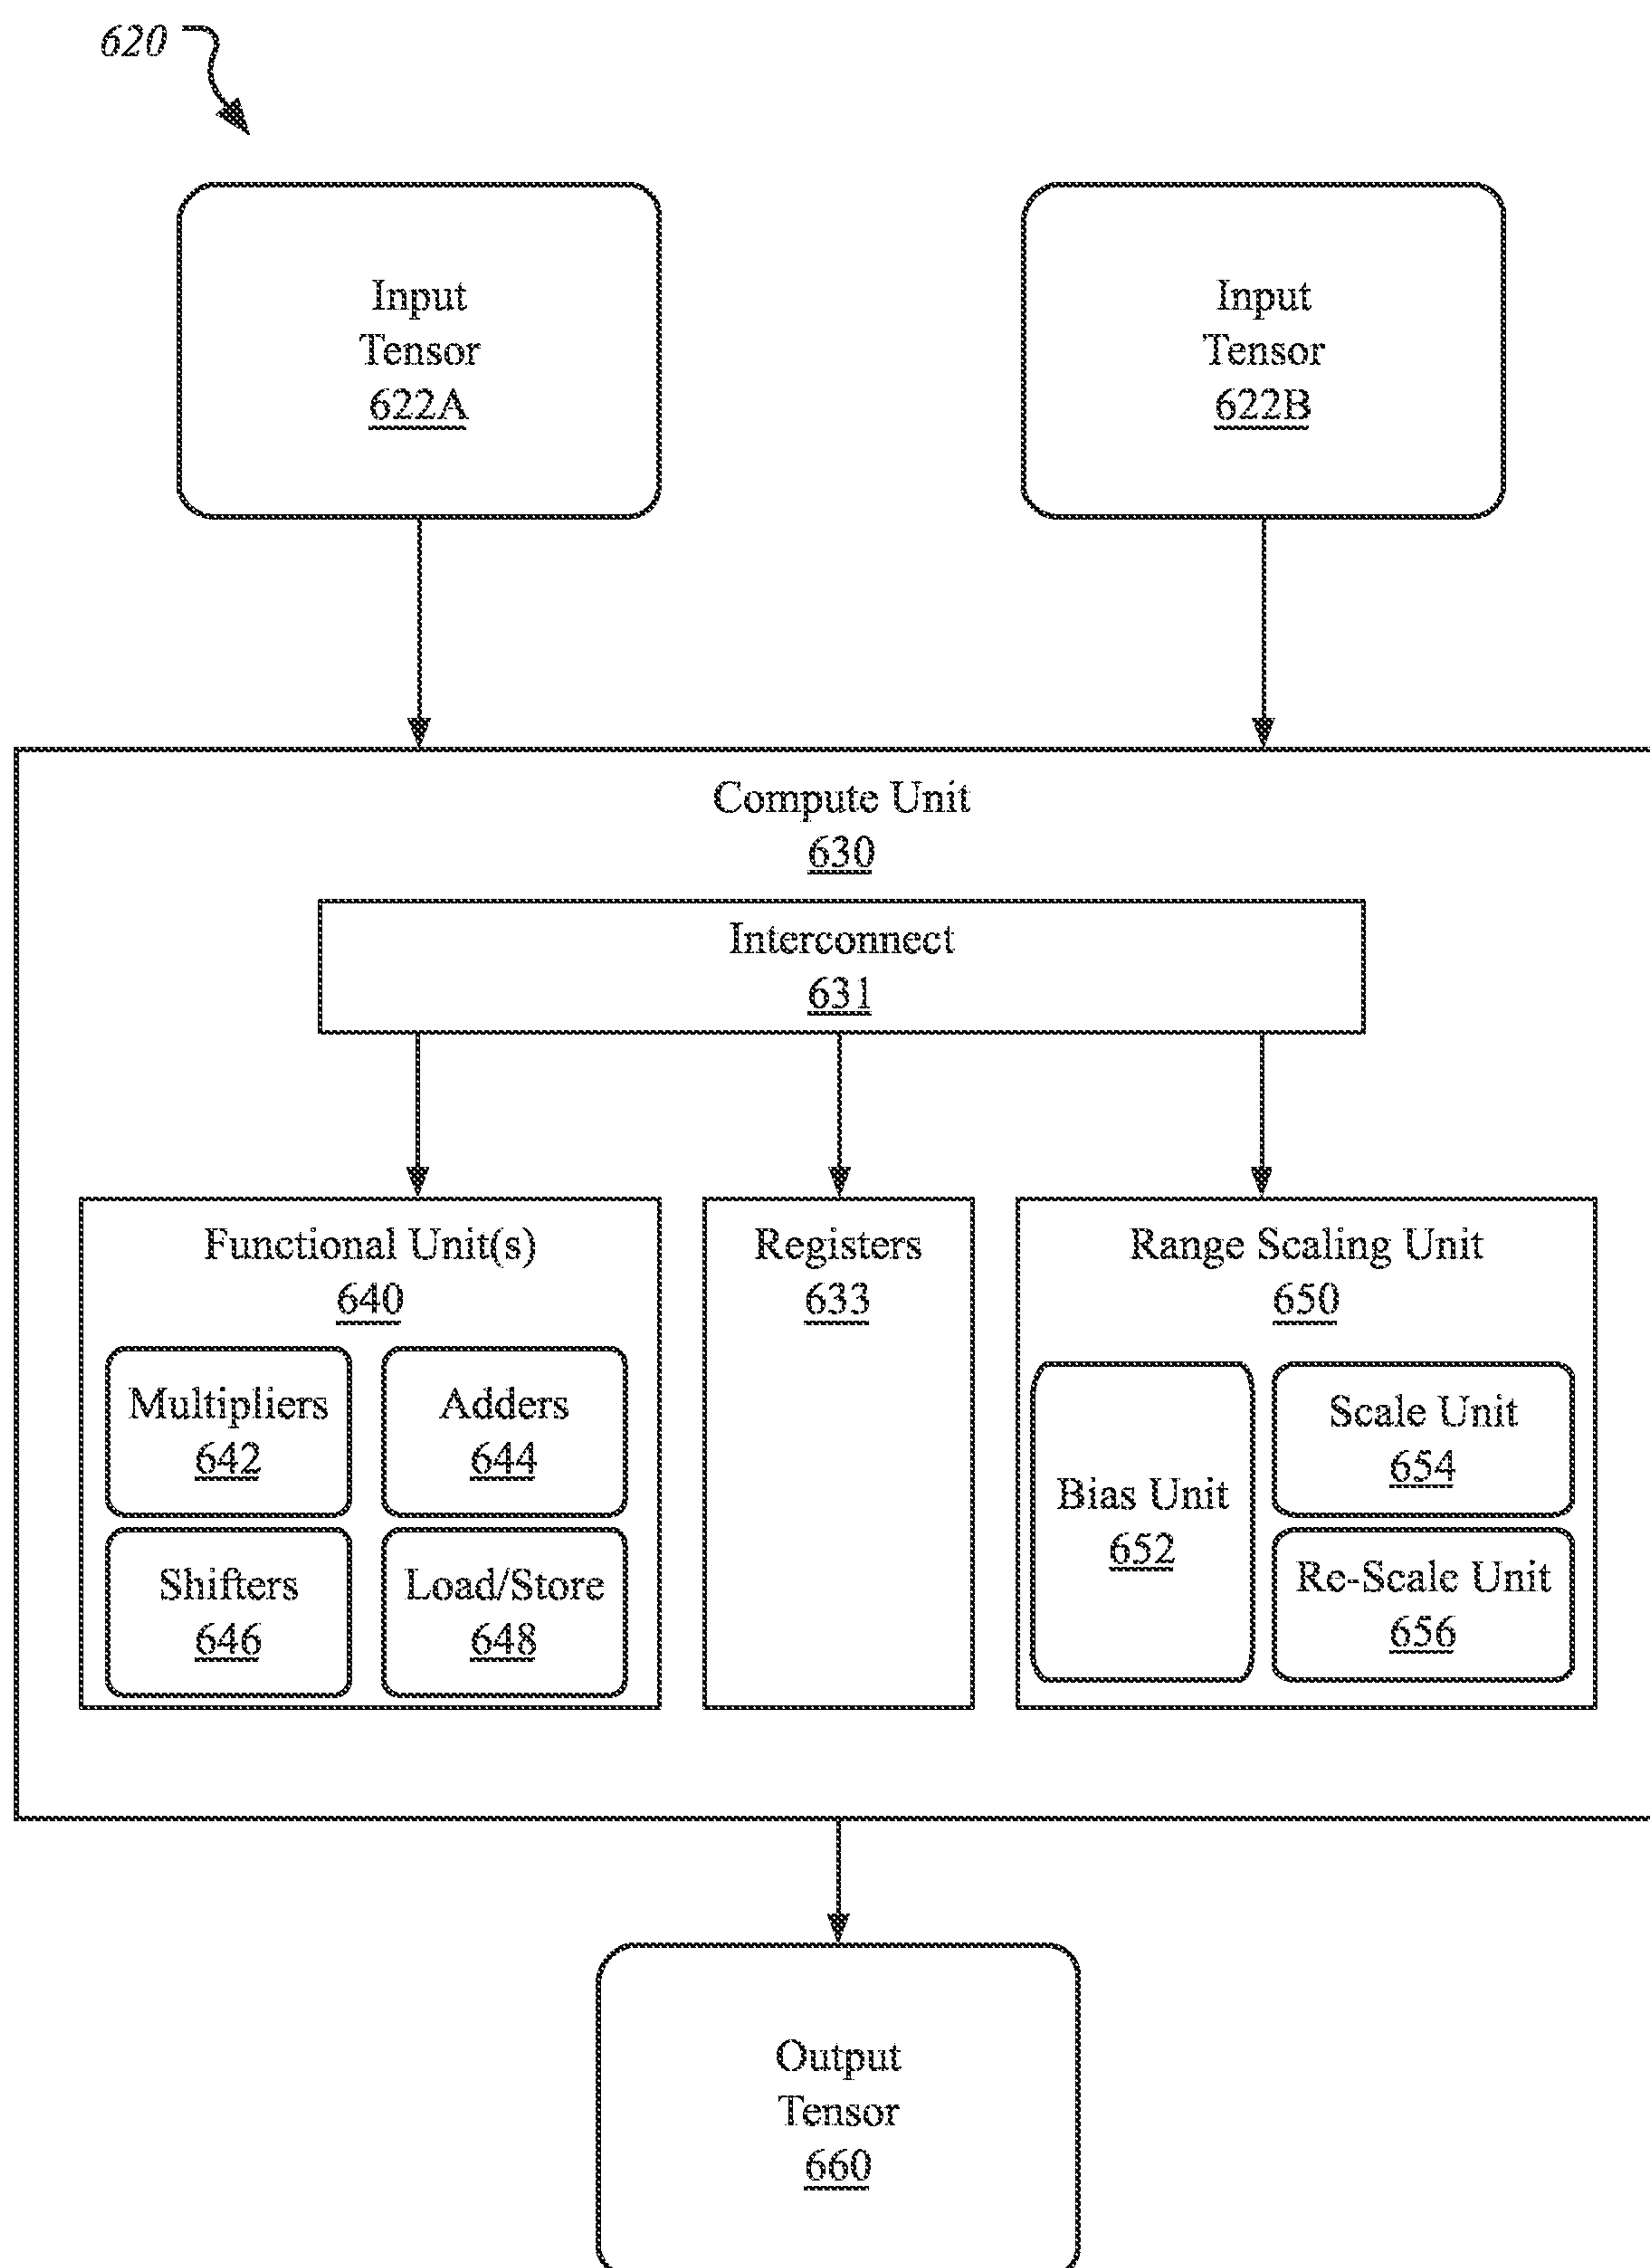 620
Input
Tensor
622A
Input
Tensor
622B
Compute Unit
630
Interconnect
631
Functional Unit(s)
640
Multipliers
642
Adders
644
Shifters
646
Load/Store
648
Registers
633
Range Scaling Unit
650
Bias Unit
652
Scale Unit
654
Re-Scale Unit
656
Output
Tensor
660